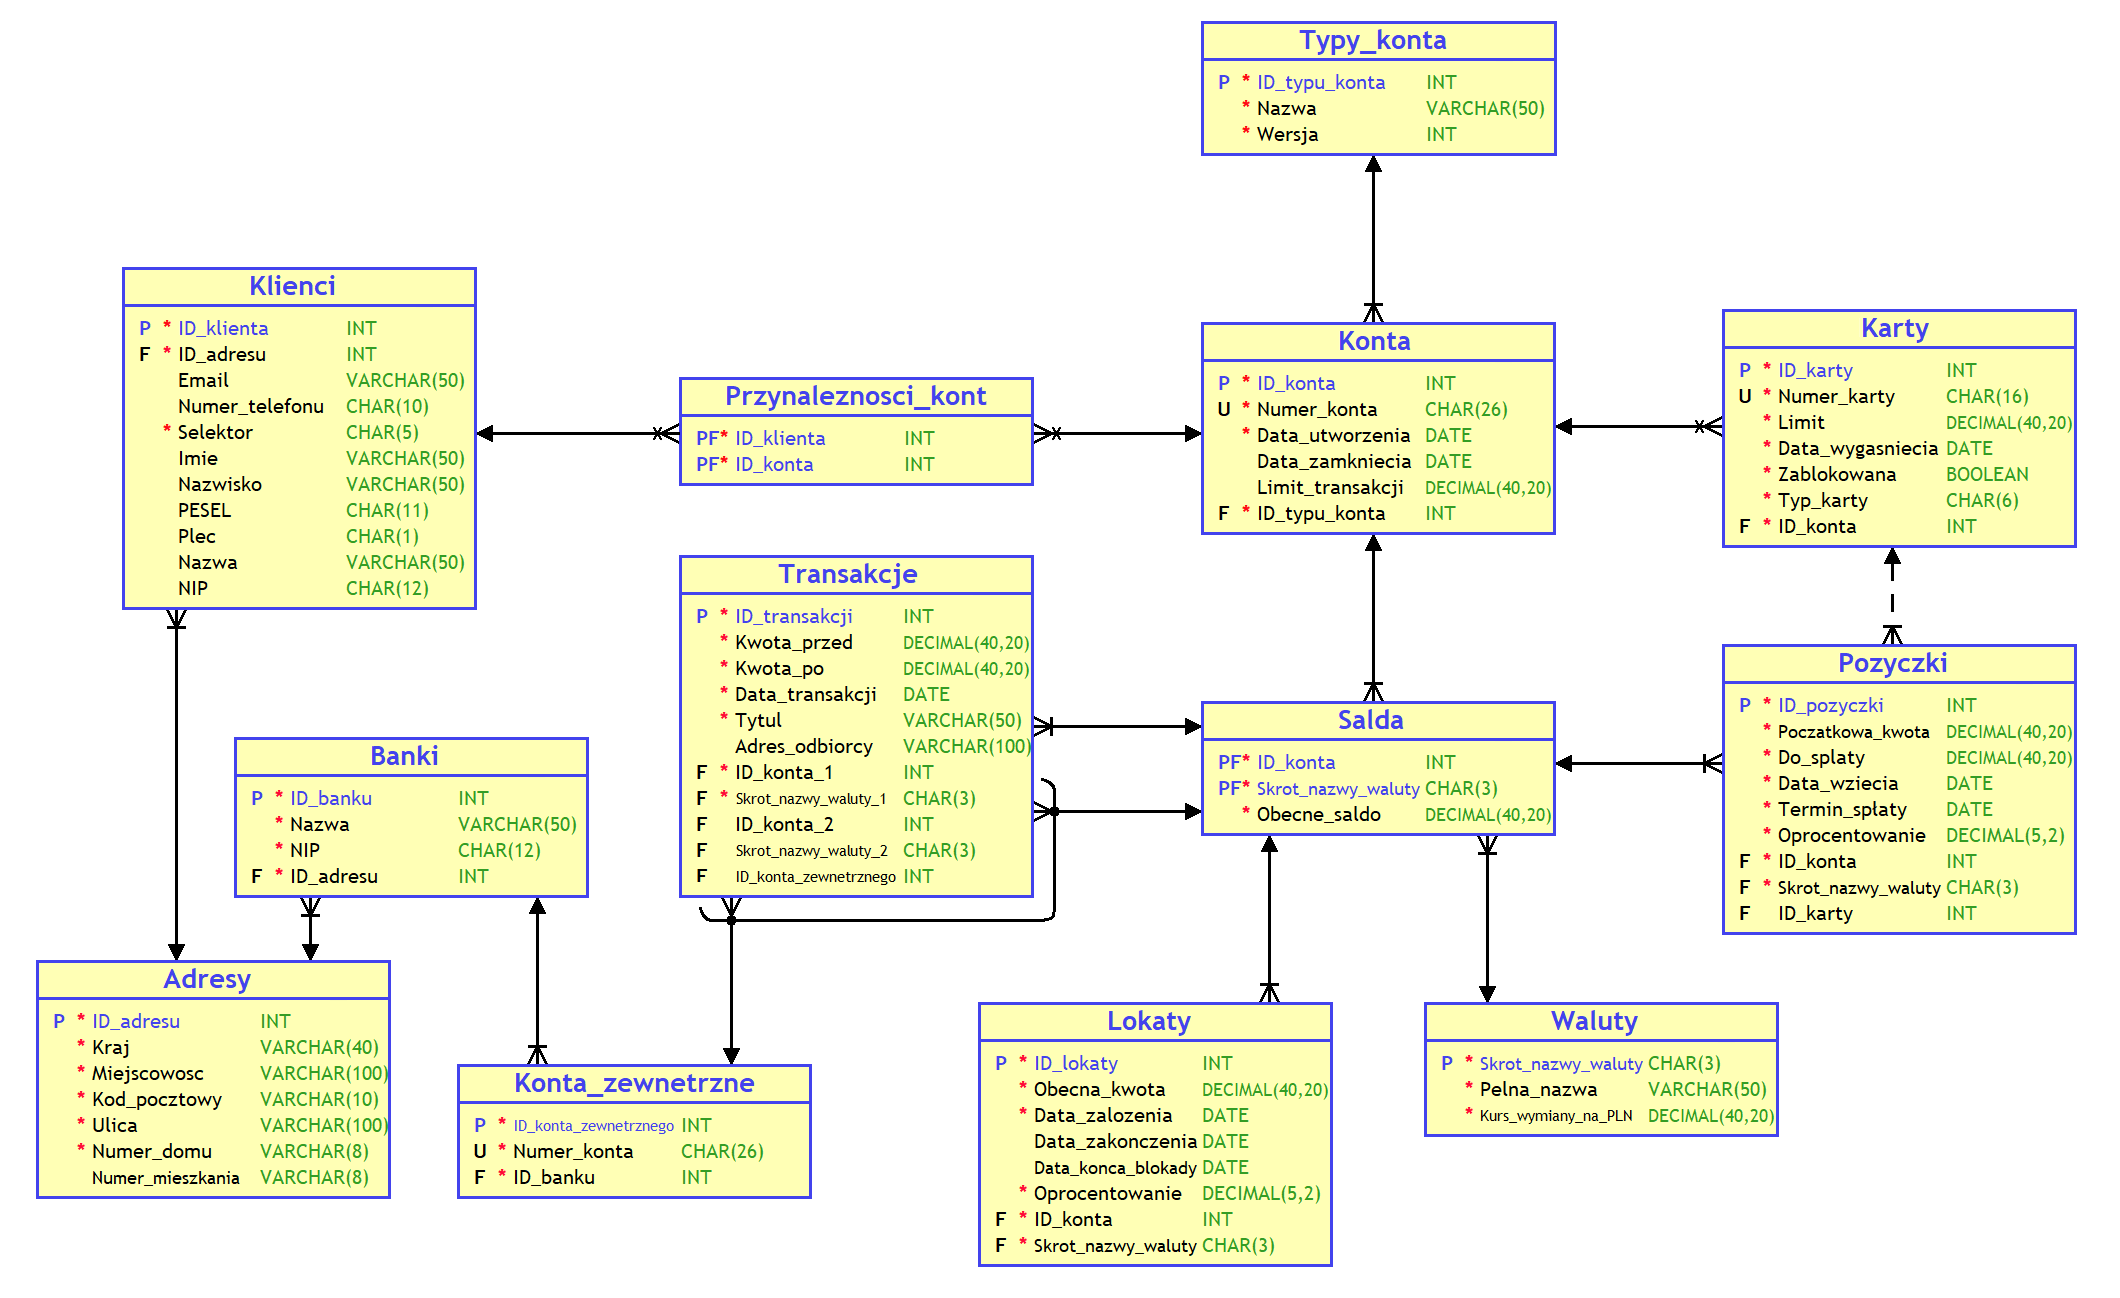 Typy_konta
P * ID_typu_konta INT
* Nazwa VARCHAR(50)
* Wersja INT
Klienci
P * ID_klienta INT
F * ID_adresu INT
Email VARCHAR(50)
Numer_telefonu CHAR(10)
* Selektor CHAR(5)
Imie VARCHAR(50)
Nazwisko VARCHAR(50)
PESEL CHAR(11)
Plec CHAR(1)
Nazwa VARCHAR(50)
NIP CHAR(12)
Przynaleznosci_kont
PF* ID_klienta INT
PF* ID_konta INT
Konta
P * ID_konta INT
U * Numer_konta CHAR(26)
* Data_utworzenia DATE
Data_zamkniecia DATE
Limit_transakcji DECIMAL(40,20)
F * ID_typu_konta INT
Karty
P * ID_karty INT
U * Numer_karty CHAR(16)
* Limit DECIMAL(40,20)
* Data_wygasniecia DATE
* Zablokowana BOOLEAN
* Typ_karty CHAR(6)
F * ID_konta INT
Transakcje
P * ID_transakcji INT
* Kwota_przed DECIMAL(40,20)
* Kwota_po DECIMAL(40,20)
* Data_transakcji DATE
* Tytul VARCHAR(50)
Adres_odbiorcy VARCHAR(100)
F * ID_konta_1 INT
F * Skrot_nazwy_waluty_1 CHAR(3)
F ID_konta_2 INT
F Skrot_nazwy_waluty_2 CHAR(3)
F ID_konta_zewnetrznego INT
Salda
PF* ID_konta INT
PF* Skrot_nazwy_waluty CHAR(3)
* Obecne_saldo DECIMAL(40,20)
Pozyczki
P * ID_pozyczki INT
* Poczatkowa_kwota DECIMAL(40,20)
* Do_splaty DECIMAL(40,20)
* Data_wziecia DATE
* Termin_spłaty DATE
* Oprocentowanie DECIMAL(5,2)
F * ID_konta INT
F * Skrot_nazwy_waluty CHAR(3)
F ID_karty INT
Banki
P * ID_banku INT
* Nazwa VARCHAR(50)
* NIP CHAR(12)
F * ID_adresu INT
Adresy
P * ID_adresu INT
* Kraj VARCHAR(40)
* Miejscowosc VARCHAR(100)
* Kod_pocztowy VARCHAR(10)
* Ulica VARCHAR(100)
* Numer_domu VARCHAR(8)
Numer_mieszkania VARCHAR(8)
Konta_zewnetrzne
P * ID_konta_zewnetrznego INT
U * Numer_konta CHAR(26)
F * ID_banku INT
Lokaty
P * ID_lokaty INT
* Obecna_kwota DECIMAL(40,20)
* Data_zalozenia DATE
Data_zakonczenia DATE
Data_konca_blokady DATE
* Oprocentowanie DECIMAL(5,2)
F * ID_konta INT
F * Skrot_nazwy_waluty CHAR(3)
Waluty
P * Skrot_nazwy_waluty CHAR(3)
* Pelna_nazwa VARCHAR(50)
* Kurs_wymiany_na_PLN DECIMAL(40,20)